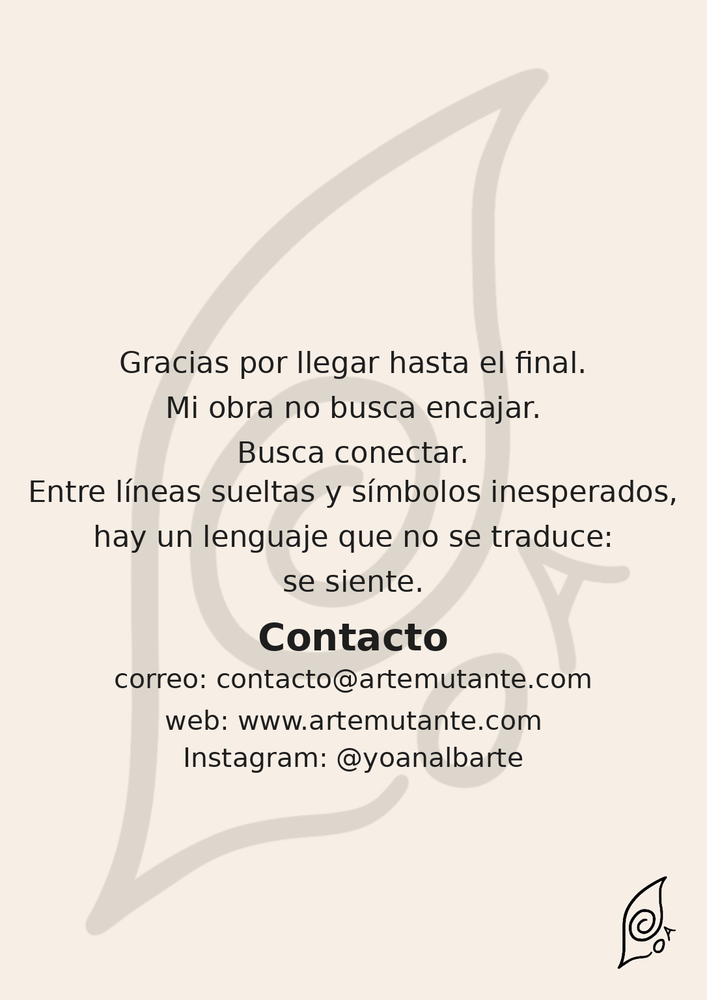 Gracias por llegar hasta el final.
Mi obra no busca encajar.
Busca conectar.
Entre líneas sueltas y símbolos inesperados,
hay un lenguaje que no se traduce:
se siente.
Contacto
correo: contacto@artemutante.com
web: www.artemutante.com
Instagram: @yoanalbarte